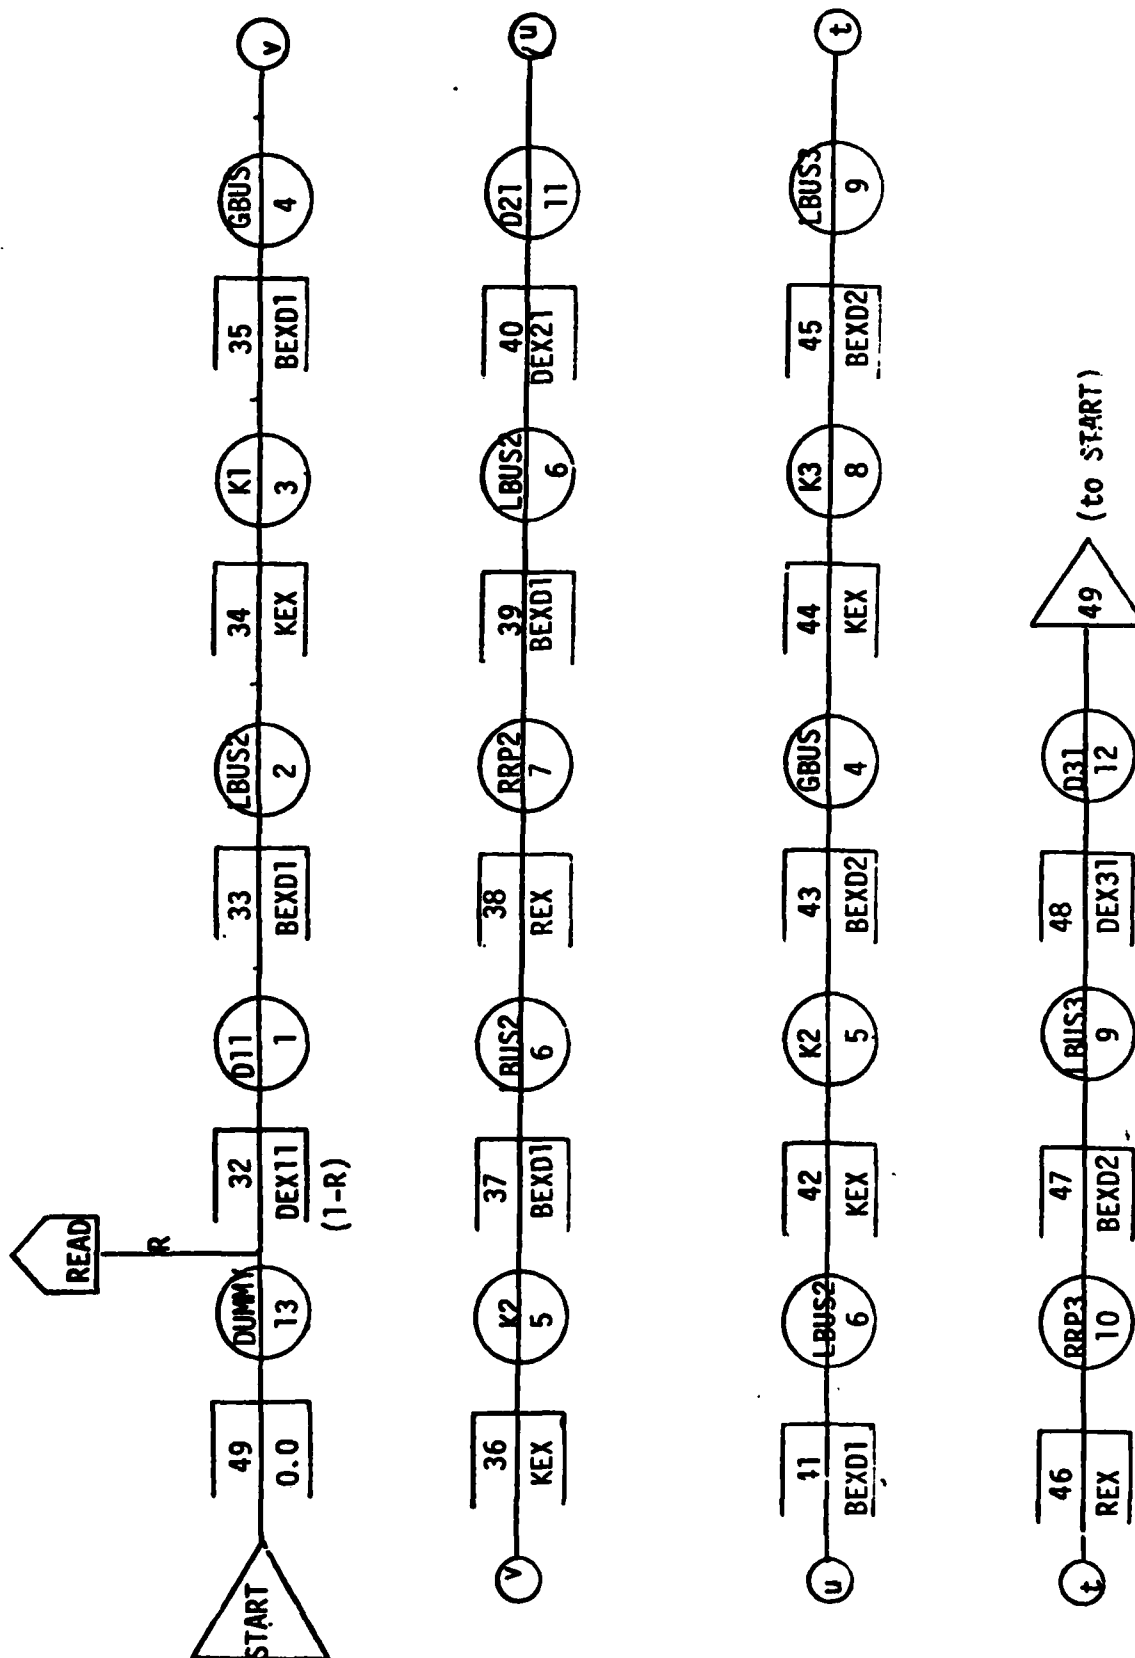 READ
R
START
49
0.0
DUMMY
13
32
DEX11
(1-R)
D11
1
33
BEXD1
LBUS2
2
34
KEX
K1
3
35
BEXD1
GBUS
4
v
v
36
KEX
K2
5
37
BEXD1
LBUS2
6
38
REX
RRP2
7
39
BEXD1
LBUS2
6
40
DEX21
D21
11
u
u
41
BEXD1
LBUS2
6
42
KEX
K2
5
43
BEXD2
GBUS
4
44
KEX
K3
8
45
BEXD2
LBUS3
9
t
t
46
REX
RRP3
10
47
BEXD2
LBUS3
9
48
DEX31
D31
12
49
(to START)